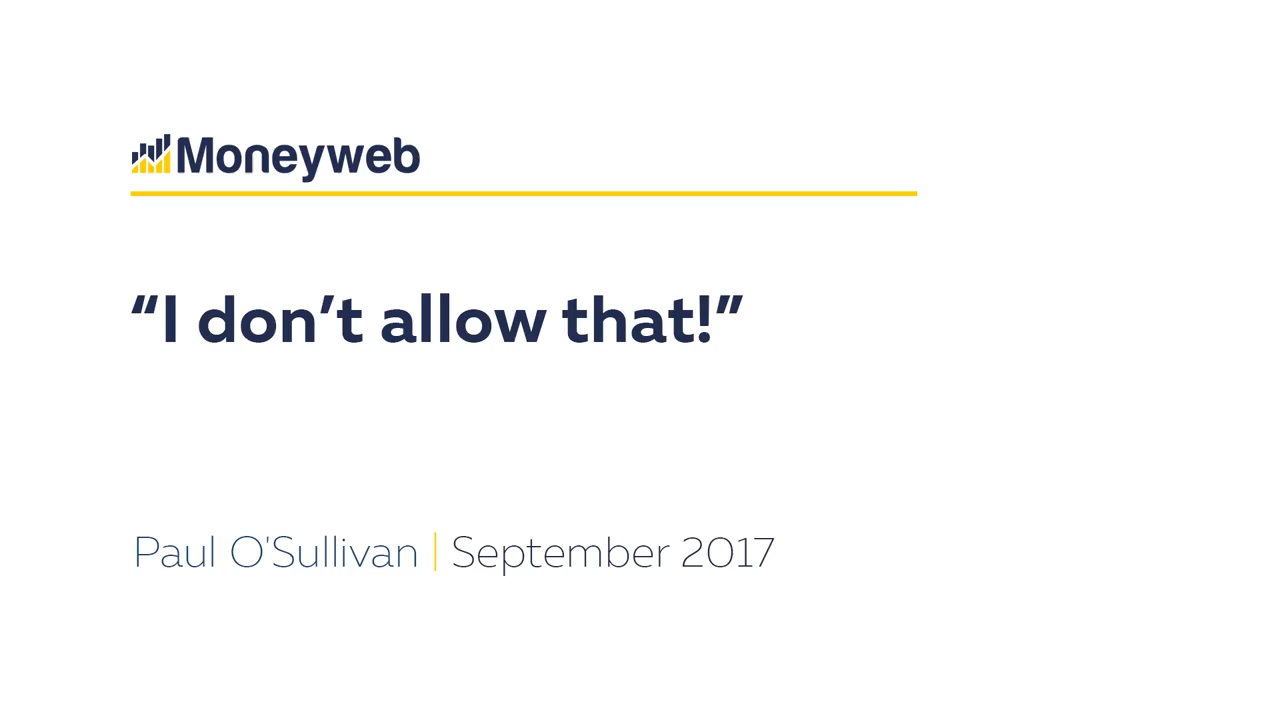 Moneyweb
“I don’t allow that!”
Paul O'Sullivan | September 2017